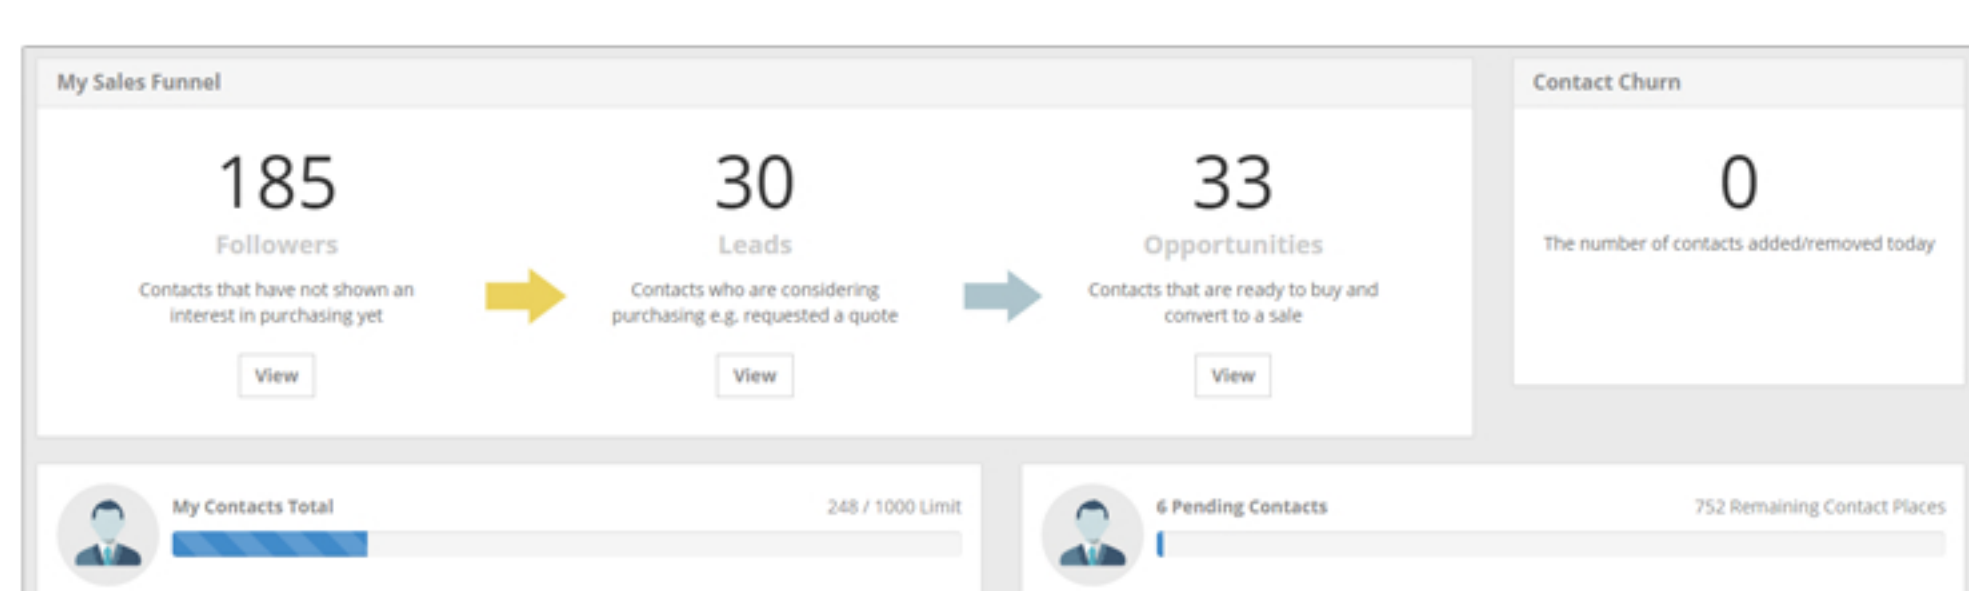 My Sales Funnel
185
Followers
Contacts that have not shown an
interest in purchasing yet
View
30
Leads
Contacts who are considering
purchasing e.g. requested a quote
View
33
Opportunities
Contacts that are ready to buy and
convert to a sale
View
Contact Churn
0
The number of contacts added/removed today
My Contacts Total
248 / 1000 Limit
6 Pending Contacts
752 Remaining Contact Places